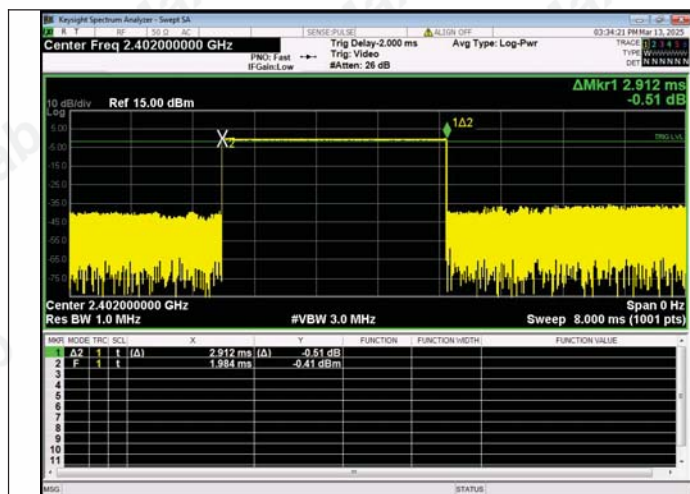 Keysight Spectrum Analyzer - Swept SA
R T RF 50 Ω AC SENSE:PULSE ALIGN OFF 03:34:21 PM Mar 13, 2025
Center Freq 2.402000000 GHz
PNO: Fast
IFGain:Low
Trig Delay-2.000 ms
Trig: Video
#Atten: 26 dB
Avg Type: Log-Pwr
TRACE 1 2 3 4 5 6
TYPE
DET N N N N N N
ΔMkr1 2.912 ms
-0.51 dB
10 dB/div Ref 15.00 dBm
Log
5.00
-5.00
-15.0
-25.0
-35.0
-45.0
-55.0
-65.0
-75.0
2
1Δ2
TRIG LVL
Center 2.402000000 GHz Span 0 Hz
Res BW 1.0 MHz #VBW 3.0 MHz Sweep 8.000 ms (1001 pts)
MKR MODE TRC SCL X Y FUNCTION FUNCTION WIDTH FUNCTION VALUE
1 Δ2 1 t (Δ) 2.912 ms (Δ) -0.51 dB
2 F 1 t 1.984 ms -0.41 dBm
3
4
5
6
7
8
9
10
11
MSG STATUS